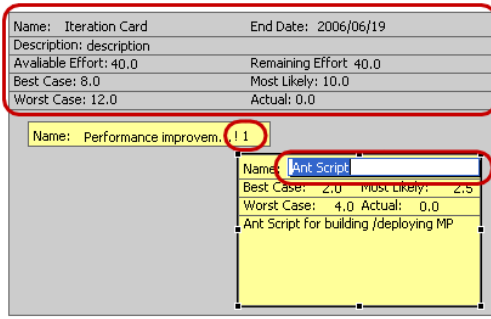 Name: Iteration Card End Date: 2006/06/19
Description: description
Avaliable Effort: 40.0 Remaining Effort 40.0
Best Case: 8.0 Most Likely: 10.0
Worst Case: 12.0 Actual: 0.0
Name: Performance improvem... ! 1
Name: Ant Script
Best Case: 2.0 Most Likely: 2.5
Worst Case: 4.0 Actual: 0.0
Ant Script for building /deploying MP